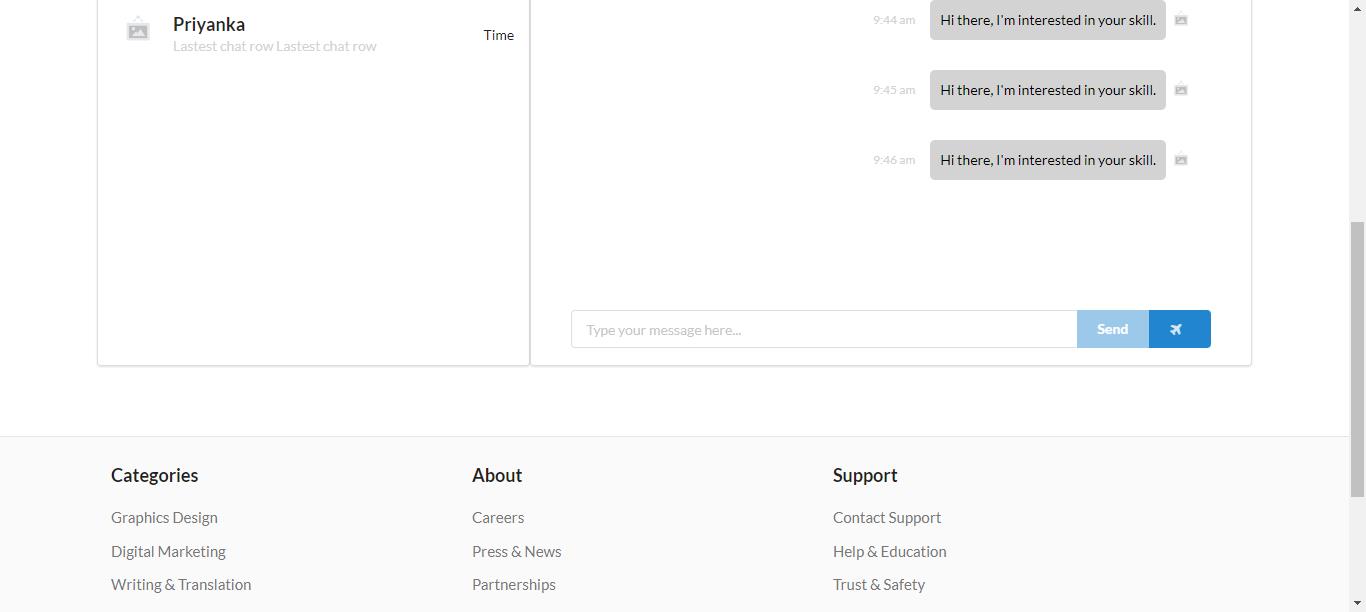 Priyanka
Lastest chat row Lastest chat row
Time
9:44 am
Hi there, I'm interested in your skill.
9:45 am
Hi there, I'm interested in your skill.
9:46 am
Hi there, I'm interested in your skill.
Type your message here...
Send
Categories
Graphics Design
Digital Marketing
Writing & Translation
About
Careers
Press & News
Partnerships
Support
Contact Support
Help & Education
Trust & Safety